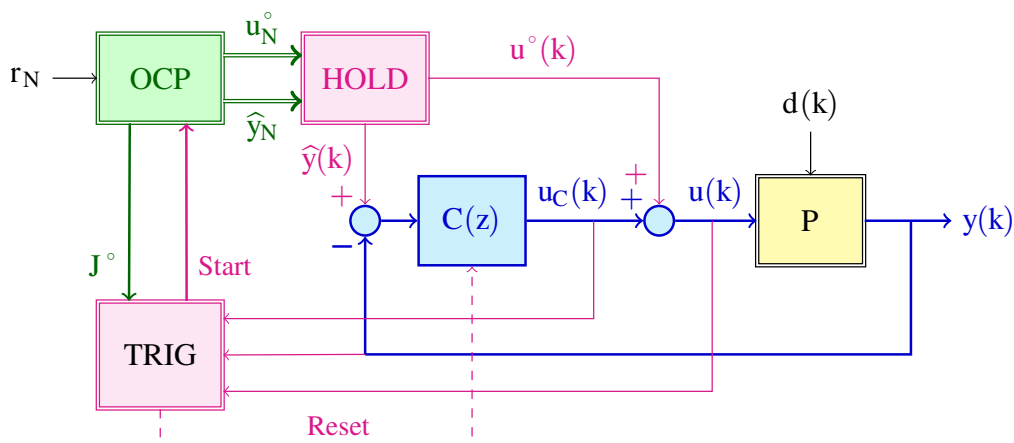 u°_N
u°(k)
r_N
OCP
HOLD
ŷ_N
d(k)
ŷ(k)
+
+
u_C(k)
+
u(k)
C(z)
P
y(k)
−
J°
Start
TRIG
Reset